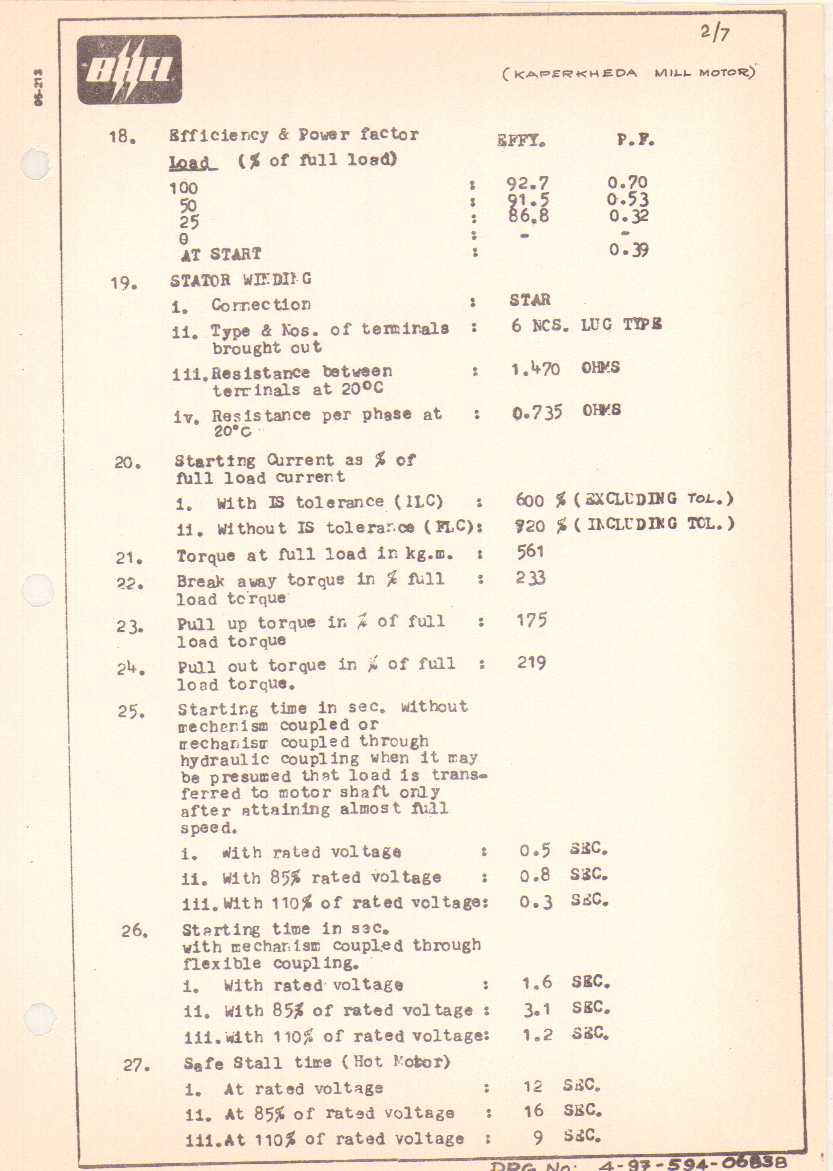 2/7
BHEL
(KAPERKHEDA MILL MOTOR)
05-213
18. Efficiency & Power factor EFFY. P.F.
Load (% of full load)
100 : 92.7 0.70
50 : 91.5 0.53
25 : 86.8 0.32
0 : - -
AT START : 0.39
19. STATOR WINDING
i. Connection : STAR
ii. Type & Nos. of terminals : 6 NOS. LUG TYPE
brought out
iii. Resistance between : 1.470 OHMS
terminals at 20°C
iv. Resistance per phase at : 0.735 OHMS
20°C
20. Starting Current as % of
full load current
i. With IS tolerance (ILC) : 600 % (EXCLUDING TOL.)
ii. Without IS tolerance (FLC): 720 % (INCLUDING TOL.)
21. Torque at full load in kg.m. : 561
22. Break away torque in % full : 233
load torque
23. Pull up torque in % of full : 175
load torque
24. Pull out torque in % of full : 219
load torque.
25. Starting time in sec. without
mechanism coupled or
mechanism coupled through
hydraulic coupling when it may
be presumed that load is trans-
ferred to motor shaft only
after attaining almost full
speed.
i. With rated voltage : 0.5 SEC.
ii. With 85% rated voltage : 0.8 SEC.
iii. With 110% of rated voltage: 0.3 SEC.
26. Starting time in sec.
with mechanism coupled through
flexible coupling.
i. With rated voltage : 1.6 SEC.
ii. With 85% of rated voltage : 3.1 SEC.
iii. With 110% of rated voltage: 1.2 SEC.
27. Safe Stall time (Hot Motor)
i. At rated voltage : 12 SEC.
ii. At 85% of rated voltage : 16 SEC.
iii. At 110% of rated voltage : 9 SEC.
DRG No: 4-97-594-06838